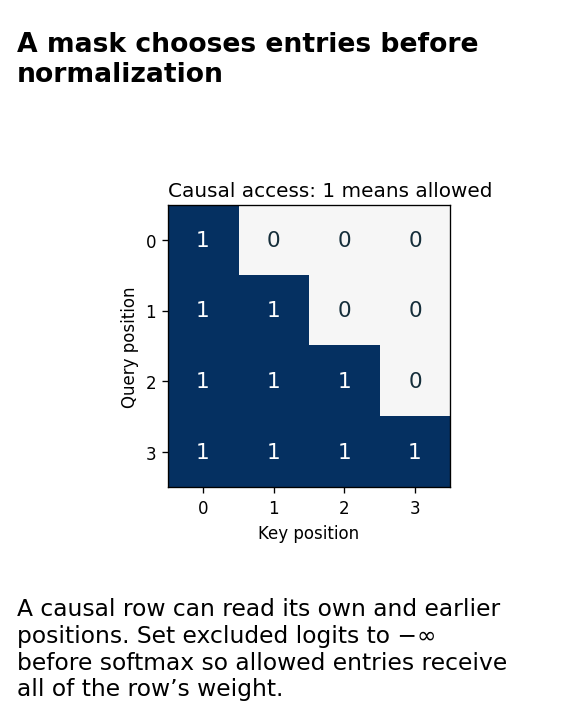 A mask chooses entries before
normalization
Causal access: 1 means allowed
Query position
0 1 0 0 0
1 1 1 0 0
2 1 1 1 0
3 1 1 1 1
0 1 2 3
Key position
A causal row can read its own and earlier
positions. Set excluded logits to −∞
before softmax so allowed entries receive
all of the row’s weight.